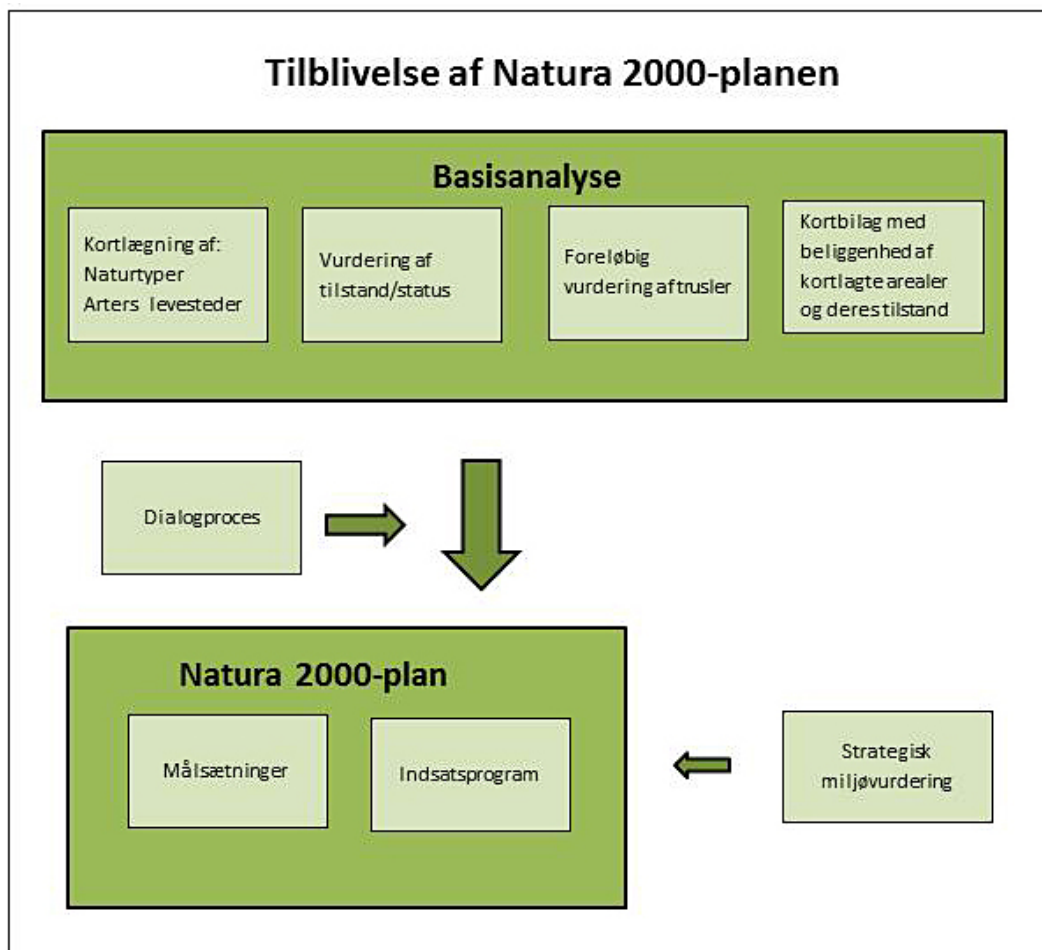 Tilblivelse af Natura 2000-planen
Basisanalyse
Kortlægning af:
Naturtyper
Arters levesteder
Vurdering af
tilstand/status
Foreløbig
vurdering af trusler
Kortbilag med
beliggenhed af
kortlagte arealer
og deres tilstand
Dialogproces
Natura 2000-plan
Målsætninger
Indsatsprogram
Strategisk
miljøvurdering